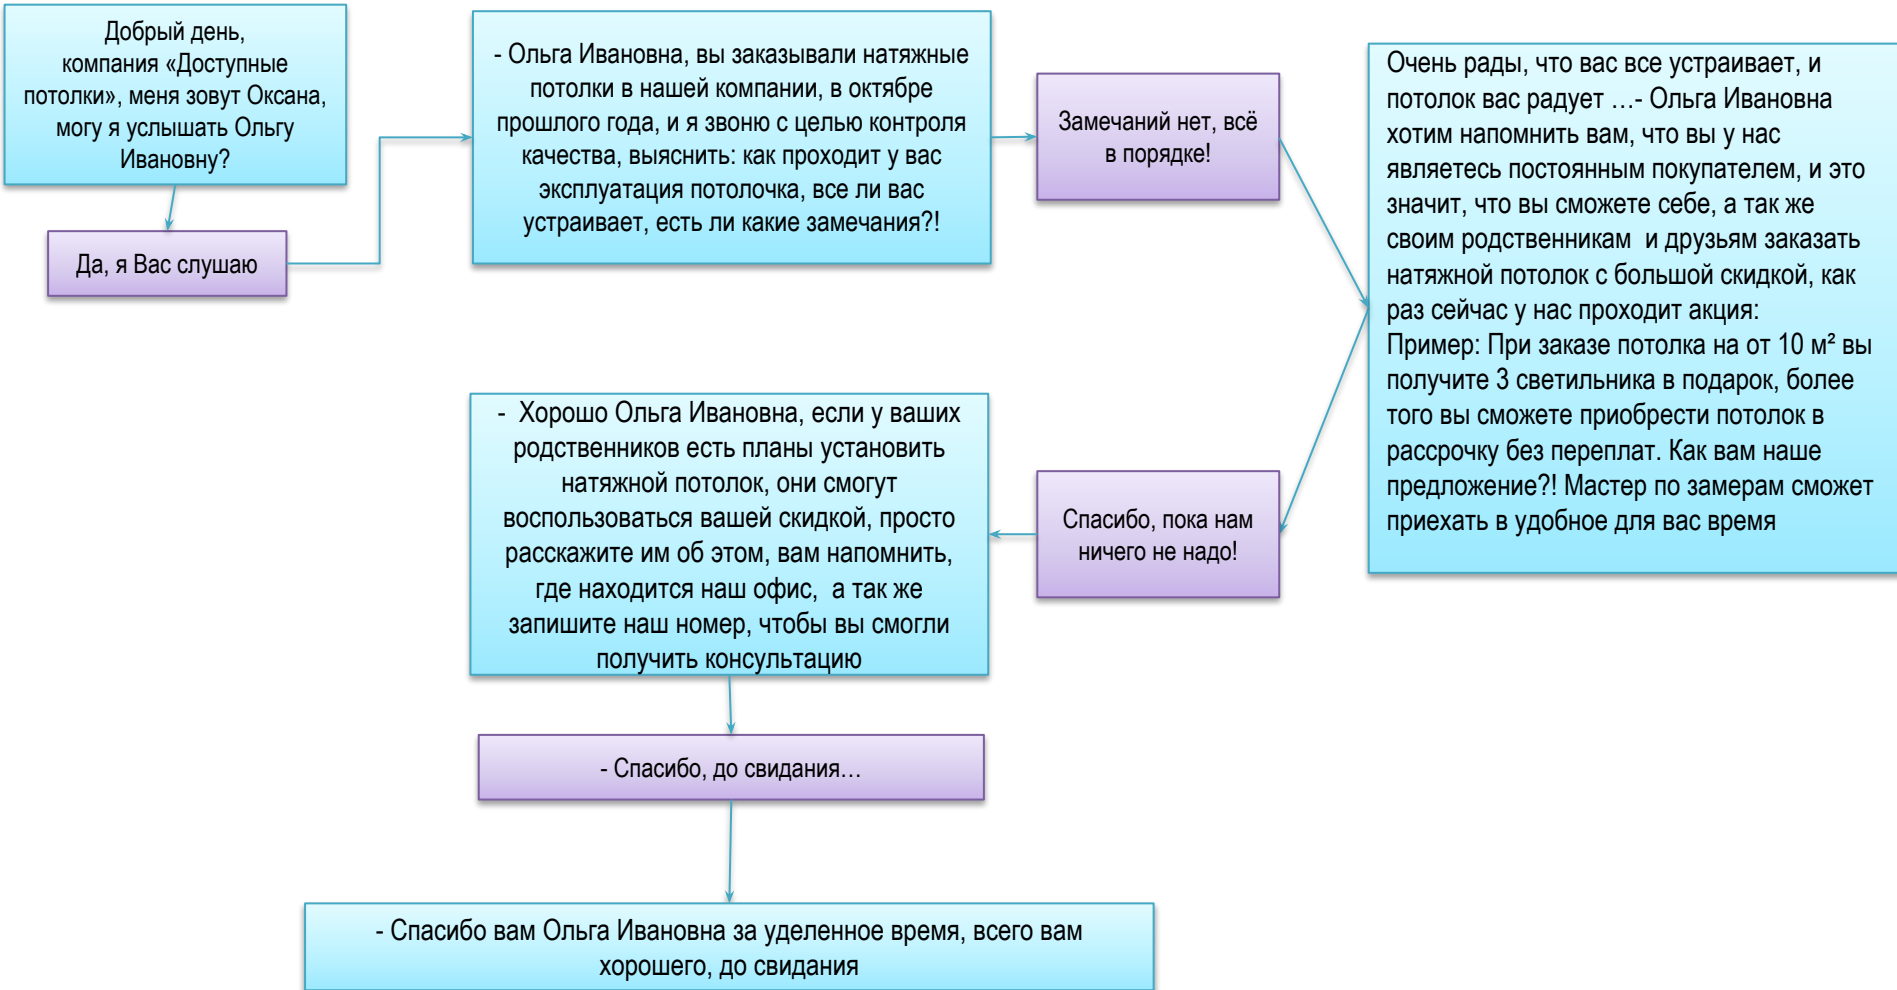 Добрый день,
компания «Доступные
потолки», меня зовут Оксана,
могу я услышать Ольгу
Ивановну?
Да, я Вас слушаю
- Ольга Ивановна, вы заказывали натяжные
потолки в нашей компании, в октябре
прошлого года, и я звоню с целью контроля
качества, выяснить: как проходит у вас
эксплуатация потолочка, все ли вас
устраивает, есть ли какие замечания?!
Замечаний нет, всё
в порядке!
Очень рады, что вас все устраивает, и
потолок вас радует …- Ольга Ивановна
хотим напомнить вам, что вы у нас
являетесь постоянным покупателем, и это
значит, что вы сможете себе, а так же
своим родственникам  и друзьям заказать
натяжной потолок с большой скидкой, как
раз сейчас у нас проходит акция:
Пример: При заказе потолка на от 10 м² вы
получите 3 светильника в подарок, более
того вы сможете приобрести потолок в
рассрочку без переплат. Как вам наше
предложение?! Мастер по замерам сможет
приехать в удобное для вас время
Спасибо, пока нам
ничего не надо!
-  Хорошо Ольга Ивановна, если у ваших
родственников есть планы установить
натяжной потолок, они смогут
воспользоваться вашей скидкой, просто
расскажите им об этом, вам напомнить,
где находится наш офис,  а так же
запишите наш номер, чтобы вы смогли
получить консультацию
- Спасибо, до свидания…
- Спасибо вам Ольга Ивановна за уделенное время, всего вам
хорошего, до свидания